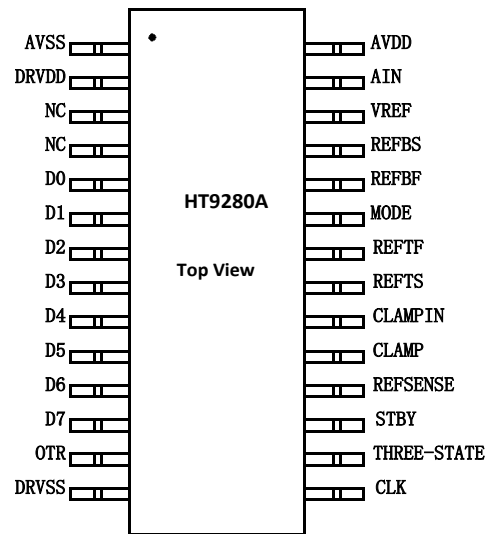 AVSS AVDD
DRVDD AIN
NC VREF
NC REFBS
D0 REFBF
D1 MODE
D2 REFTF
D3 REFTS
D4 CLAMPIN
D5 CLAMP
D6 REFSENSE
D7 STBY
OTR THREE-STATE
DRVSS CLK
HT9280A
Top View